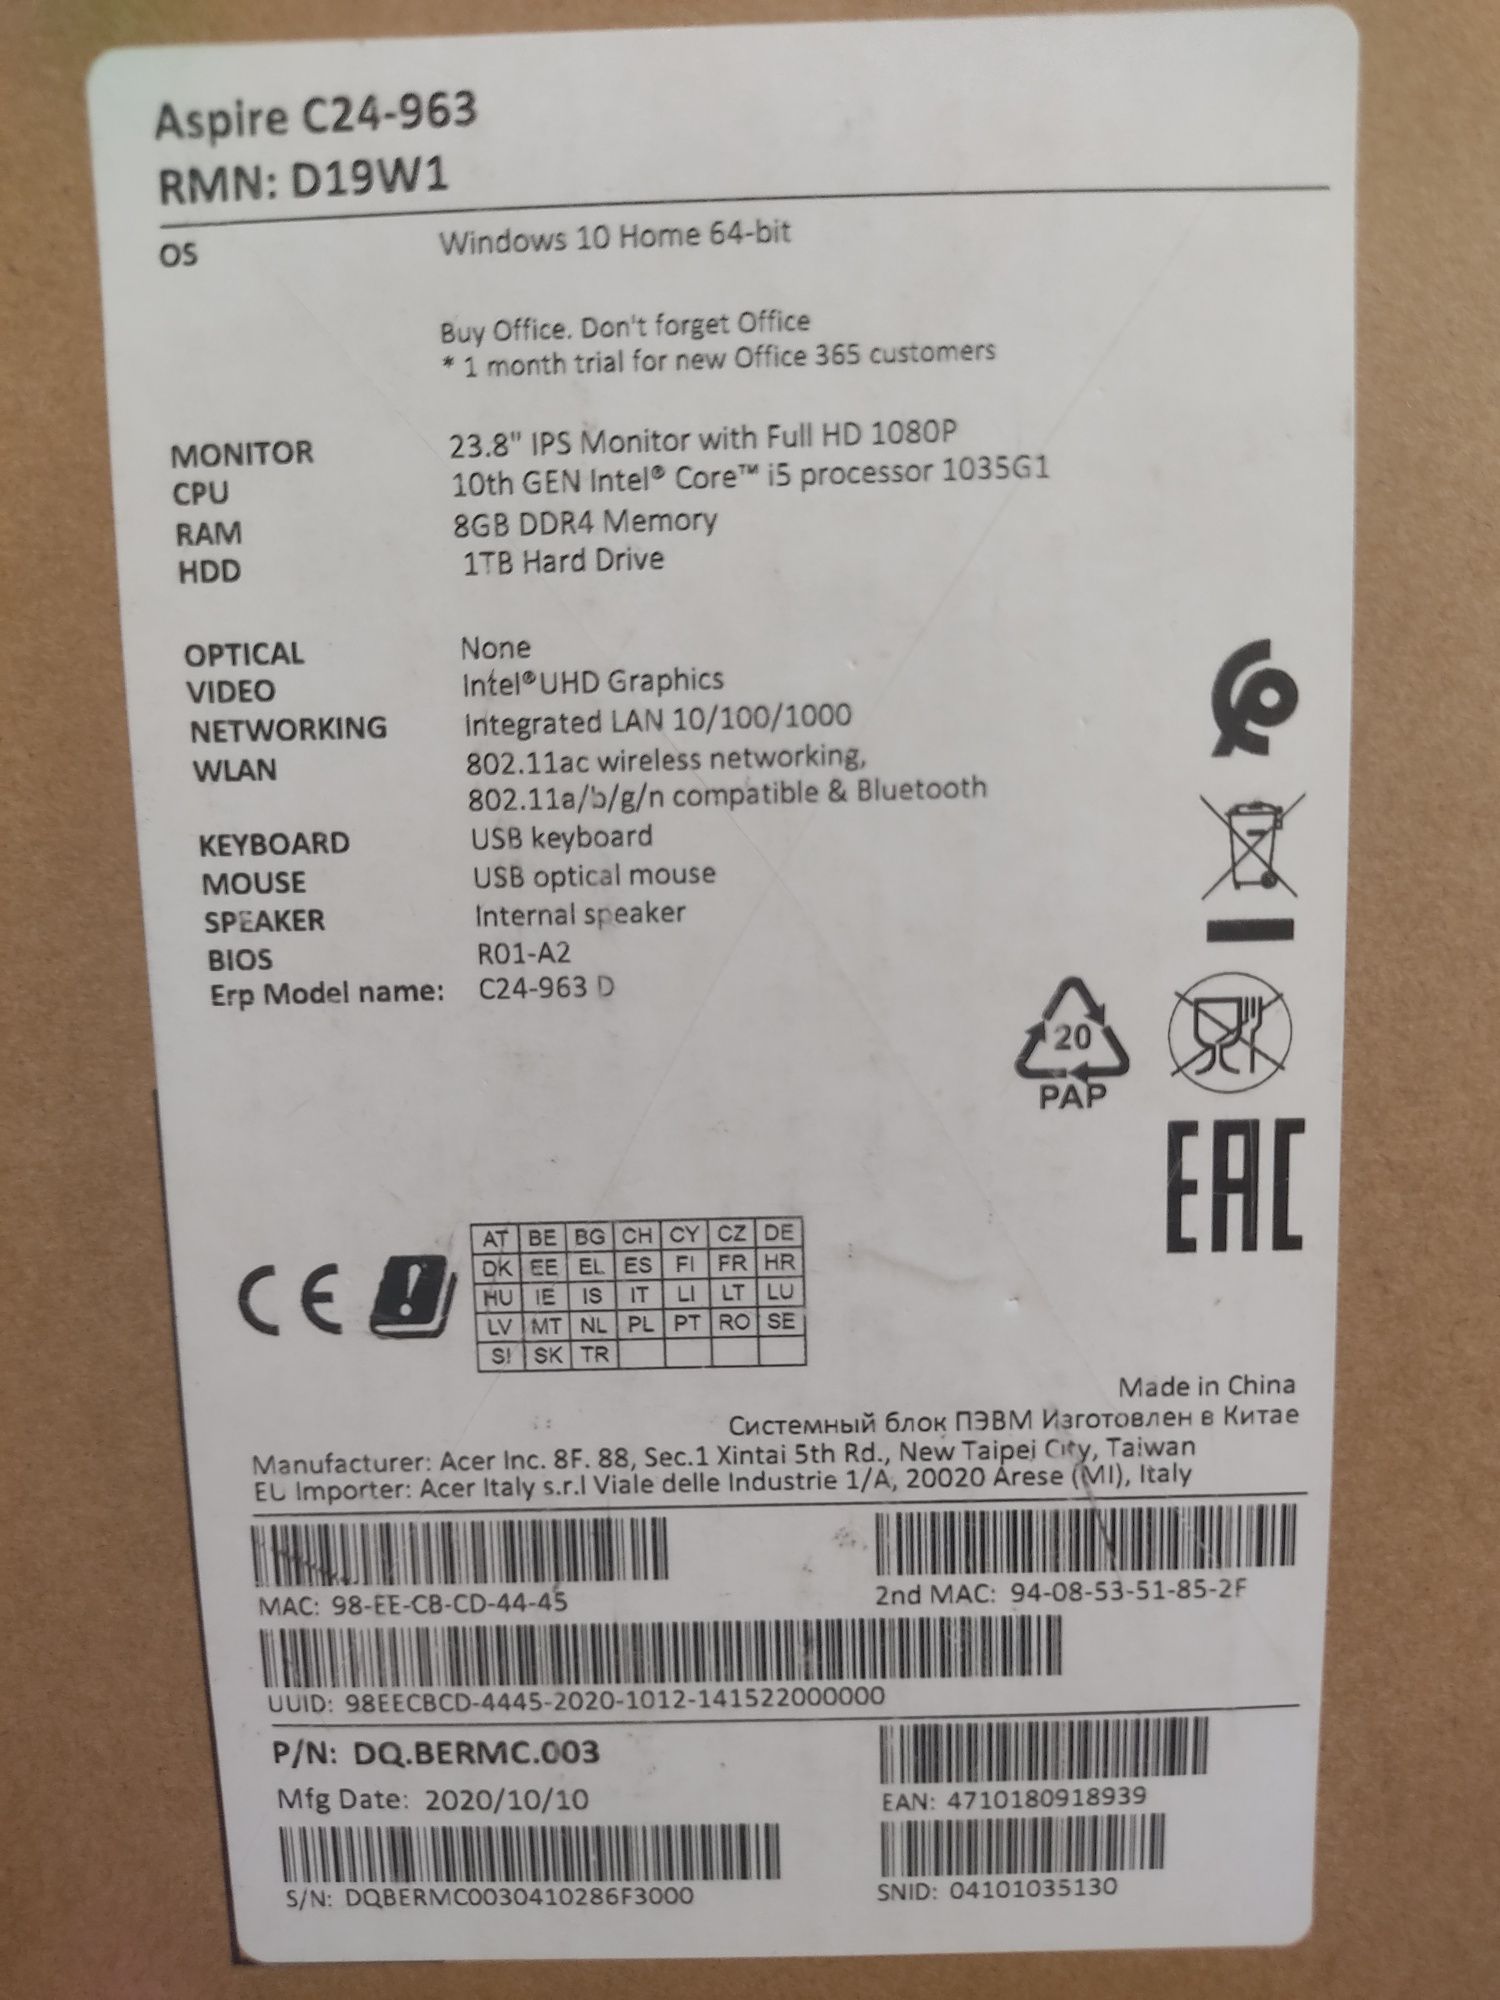 Aspire C24-963
RMN: D19W1
OS Windows 10 Home 64-bit
Buy Office. Don't forget Office
* 1 month trial for new Office 365 customers
MONITOR 23.8" IPS Monitor with Full HD 1080P
CPU 10th GEN Intel® Core™ i5 processor 1035G1
RAM 8GB DDR4 Memory
HDD 1TB Hard Drive
OPTICAL None
VIDEO Intel®UHD Graphics
NETWORKING Integrated LAN 10/100/1000
WLAN 802.11ac wireless networking,
802.11a/b/g/n compatible & Bluetooth
KEYBOARD USB keyboard
MOUSE USB optical mouse
SPEAKER Internal speaker
BIOS R01-A2
Erp Model name: C24-963 D
20
PAP
EAC
CE
AT BE BG CH CY CZ DE
DK EE EL ES FI FR HR
HU IE IS IT LI LT LU
LV MT NL PL PT RO SE
SI SK TR
Made in China
Системный блок ПЭВМ Изготовлен в Китае
Manufacturer: Acer Inc. 8F. 88, Sec.1 Xintai 5th Rd., New Taipei City, Taiwan
EU Importer: Acer Italy s.r.l Viale delle Industrie 1/A, 20020 Arese (MI), Italy
MAC: 98-EE-CB-CD-44-45 2nd MAC: 94-08-53-51-85-2F
UUID: 98EECBCD-4445-2020-1012-141522000000
P/N: DQ.BERMC.003
Mfg Date: 2020/10/10 EAN: 4710180918939
S/N: DQBERMC0030410286F3000 SNID: 04101035130